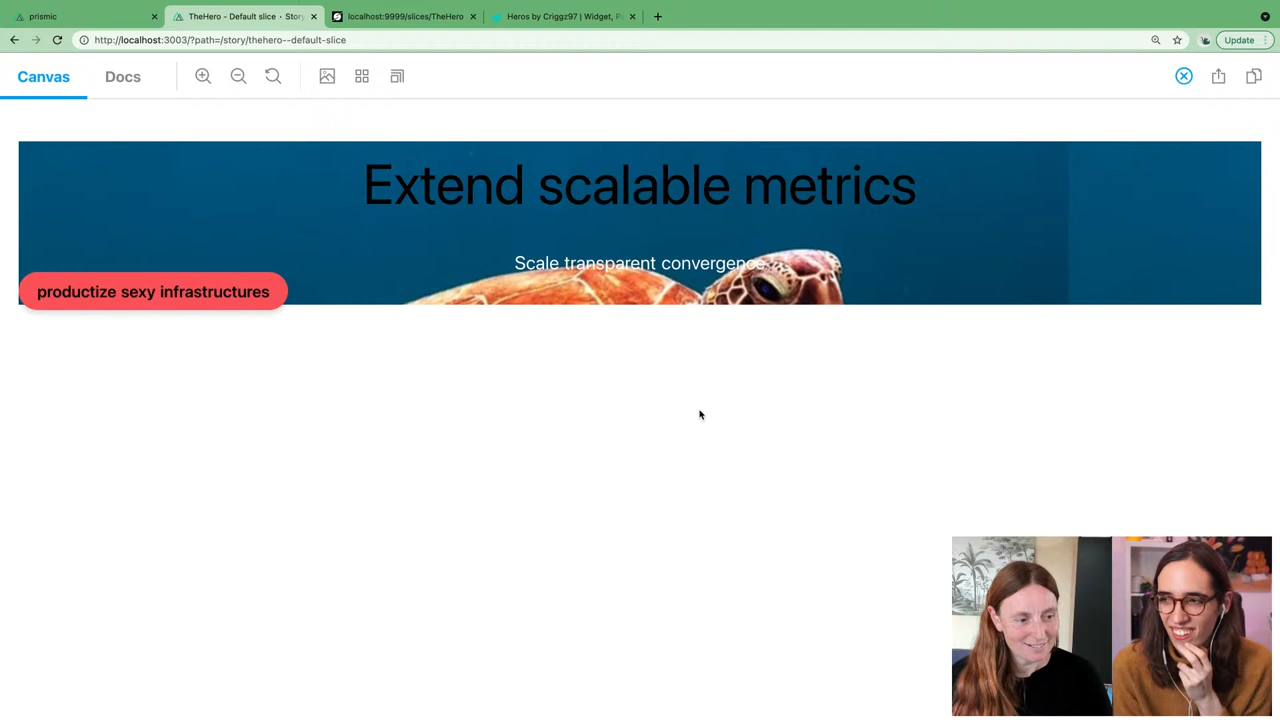 prismic
TheHero - Default slice · Story
localhost:9999/slices/TheHero
Heros by Criggz97 | Widget, P
http://localhost:3003/?path=/story/thehero--default-slice
Update
Canvas
Docs
Extend scalable metrics
Scale transparent convergence
productize sexy infrastructures